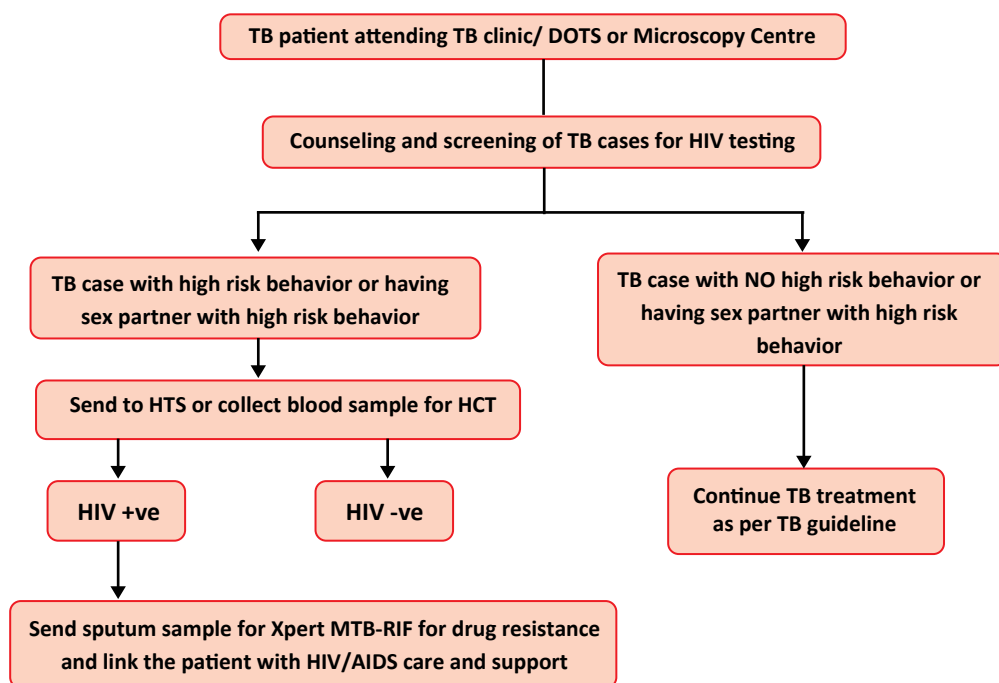 TB patient attending TB clinic/ DOTS or Microscopy Centre
Counseling and screening of TB cases for HIV testing
TB case with high risk behavior or having
sex partner with high risk behavior
TB case with NO high risk behavior or
having sex partner with high risk
behavior
Send to HTS or collect blood sample for HCT
HIV +ve
HIV -ve
Continue TB treatment
as per TB guideline
Send sputum sample for Xpert MTB-RIF for drug resistance
and link the patient with HIV/AIDS care and support